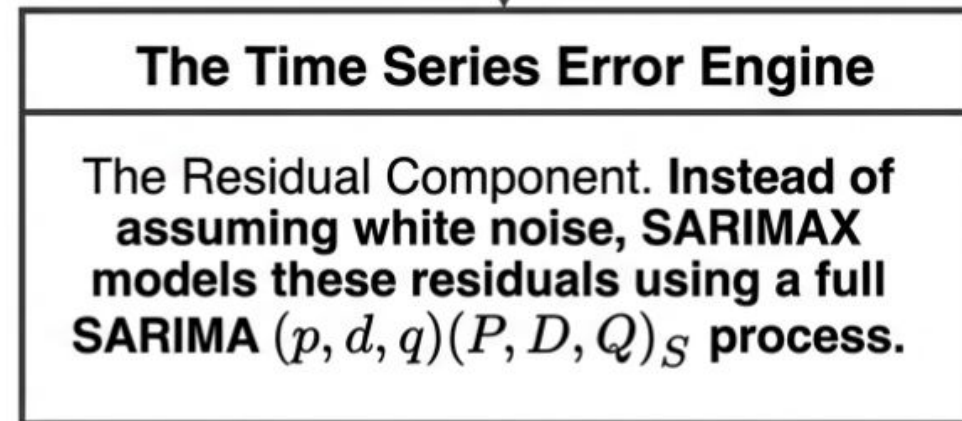 The Time Series Error Engine
The Residual Component. Instead of
assuming white noise, SARIMAX
models these residuals using a full
SARIMA (p, d, q)(P, D, Q)_S process.